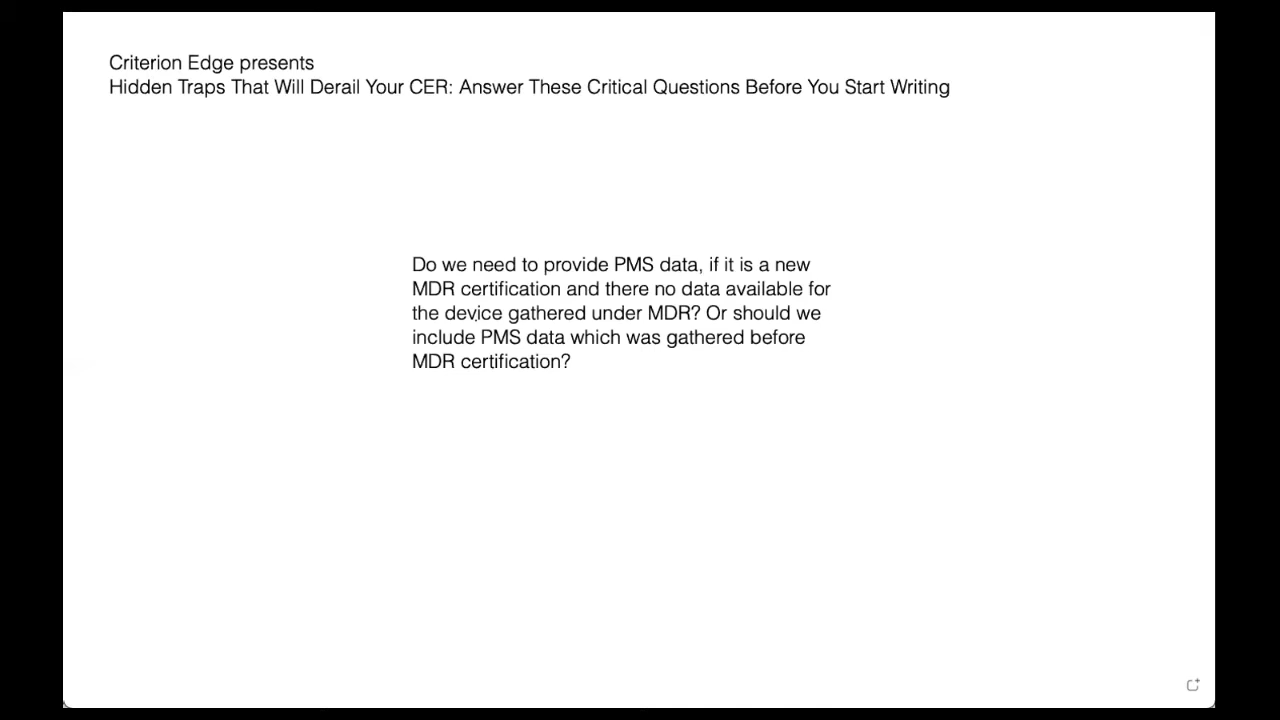 Criterion Edge presents
Hidden Traps That Will Derail Your CER: Answer These Critical Questions Before You Start Writing
Do we need to provide PMS data, if it is a new
MDR certification and there no data available for
the device gathered under MDR? Or should we
include PMS data which was gathered before
MDR certification?